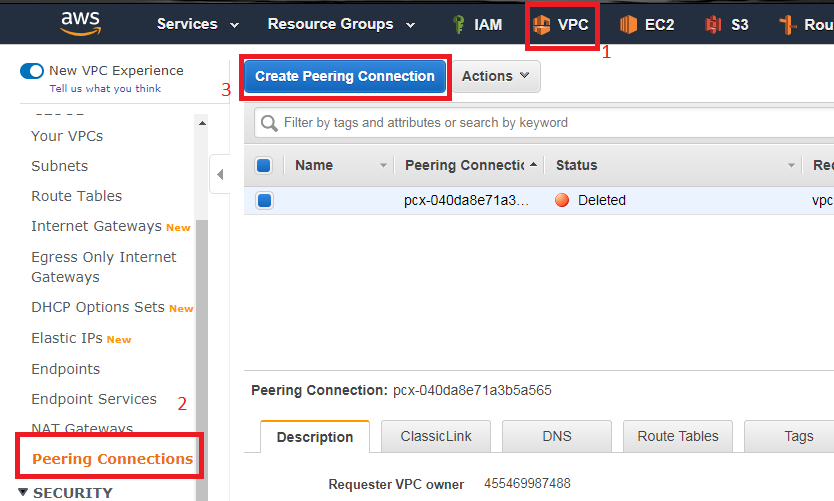 aws Services Resource Groups IAM VPC EC2 S3 Rou
1
New VPC Experience
Tell us what you think
3
Create Peering Connection Actions
Filter by tags and attributes or search by keyword
Your VPCs
Subnets
Route Tables
Internet Gateways New
Egress Only Internet
Gateways
DHCP Options Sets New
Elastic IPs New
Endpoints
Endpoint Services
2
NAT Gateways
Peering Connections
SECURITY
Name Peering Connectic Status Rec
pcx-040da8e71a3... Deleted vpc
Peering Connection: pcx-040da8e71a3b5a565
Description ClassicLink DNS Route Tables Tags
Requester VPC owner 455469987488